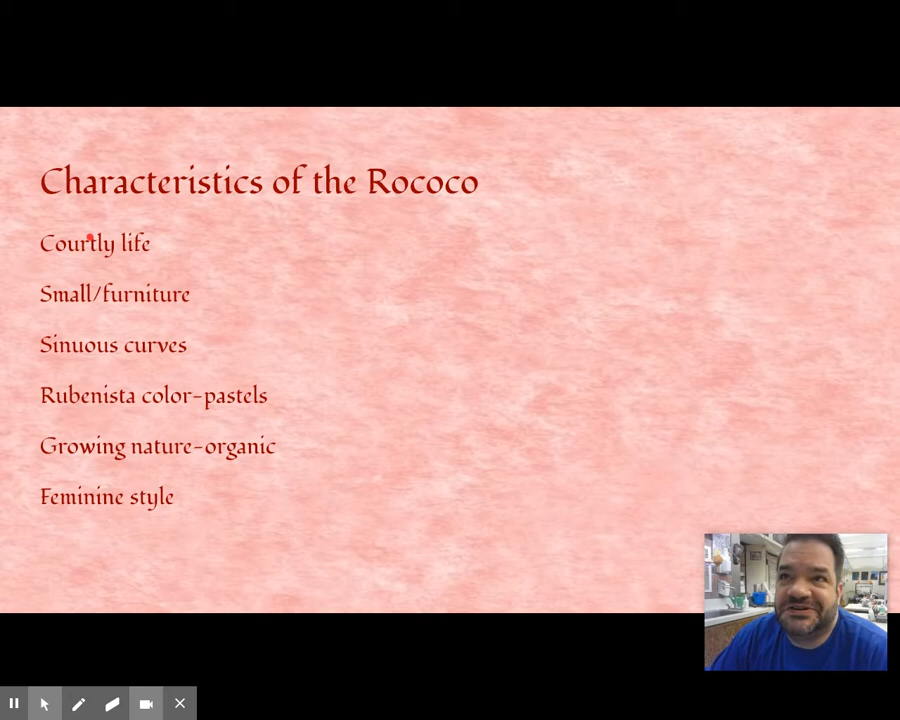 Characteristics of the Rococo
Courtly life
Small/furniture
Sinuous curves
Rubenista color-pastels
Growing nature-organic
Feminine style